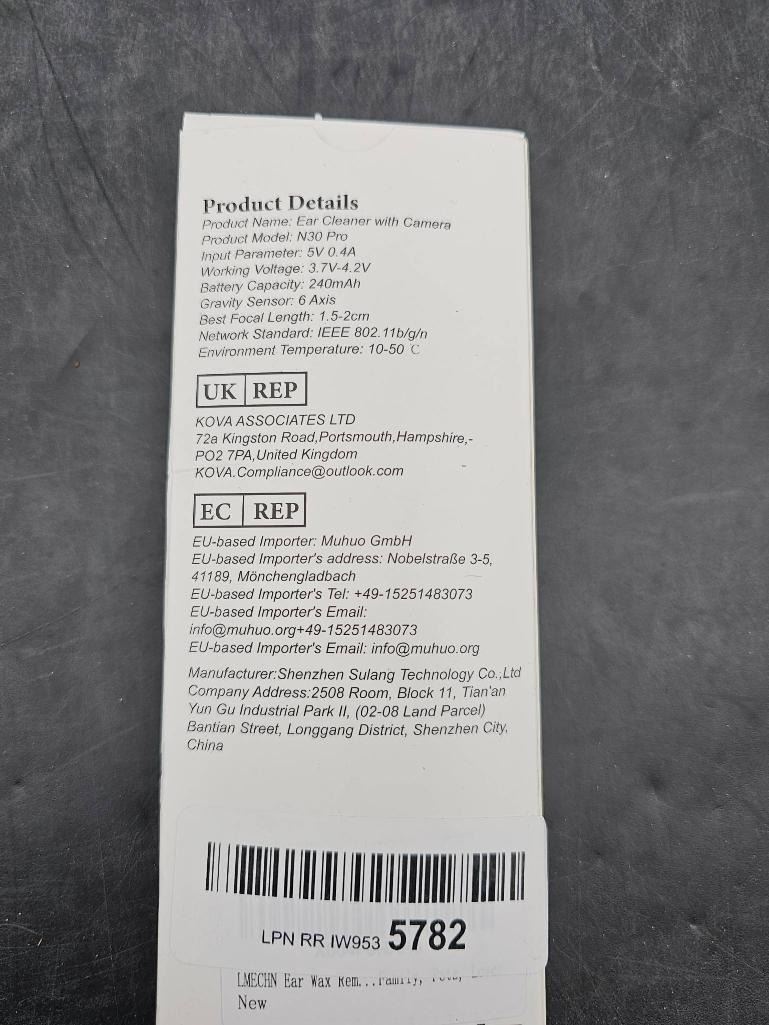 Product Details
Product Name: Ear Cleaner with Camera
Product Model: N30 Pro
Input Parameter: 5V 0.4A
Working Voltage: 3.7V-4.2V
Battery Capacity: 240mAh
Gravity Sensor: 6 Axis
Best Focal Length: 1.5-2cm
Network Standard: IEEE 802.11b/g/n
Environment Temperature: 10-50 ℃
UK REP
KOVA ASSOCIATES LTD
72a Kingston Road,Portsmouth,Hampshire,-
PO2 7PA,United Kingdom
KOVA.Compliance@outlook.com
EC REP
EU-based Importer: Muhuo GmbH
EU-based Importer's address: Nobelstraße 3-5,
41189, Mönchengladbach
EU-based Importer's Tel: +49-15251483073
EU-based Importer's Email:
info@muhuo.org+49-15251483073
EU-based Importer's Email: info@muhuo.org
Manufacturer:Shenzhen Sulang Technology Co.,Ltd
Company Address:2508 Room, Block 11, Tian'an
Yun Gu Industrial Park II, (02-08 Land Parcel)
Bantian Street, Longgang District, Shenzhen City,
China
LPN RR IW953 5782
LMECHN Ear Wax Rem...Family,
New